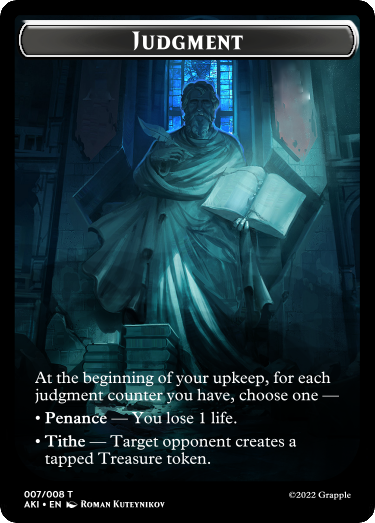 JUDGMENT
At the beginning of your upkeep, for each
judgment counter you have, choose one —
• Penance — You lose 1 life.
• Tithe — Target opponent creates a
tapped Treasure token.
007/008 T
AKI • EN ROMAN KUTEYNIKOV
©2022 Grapple